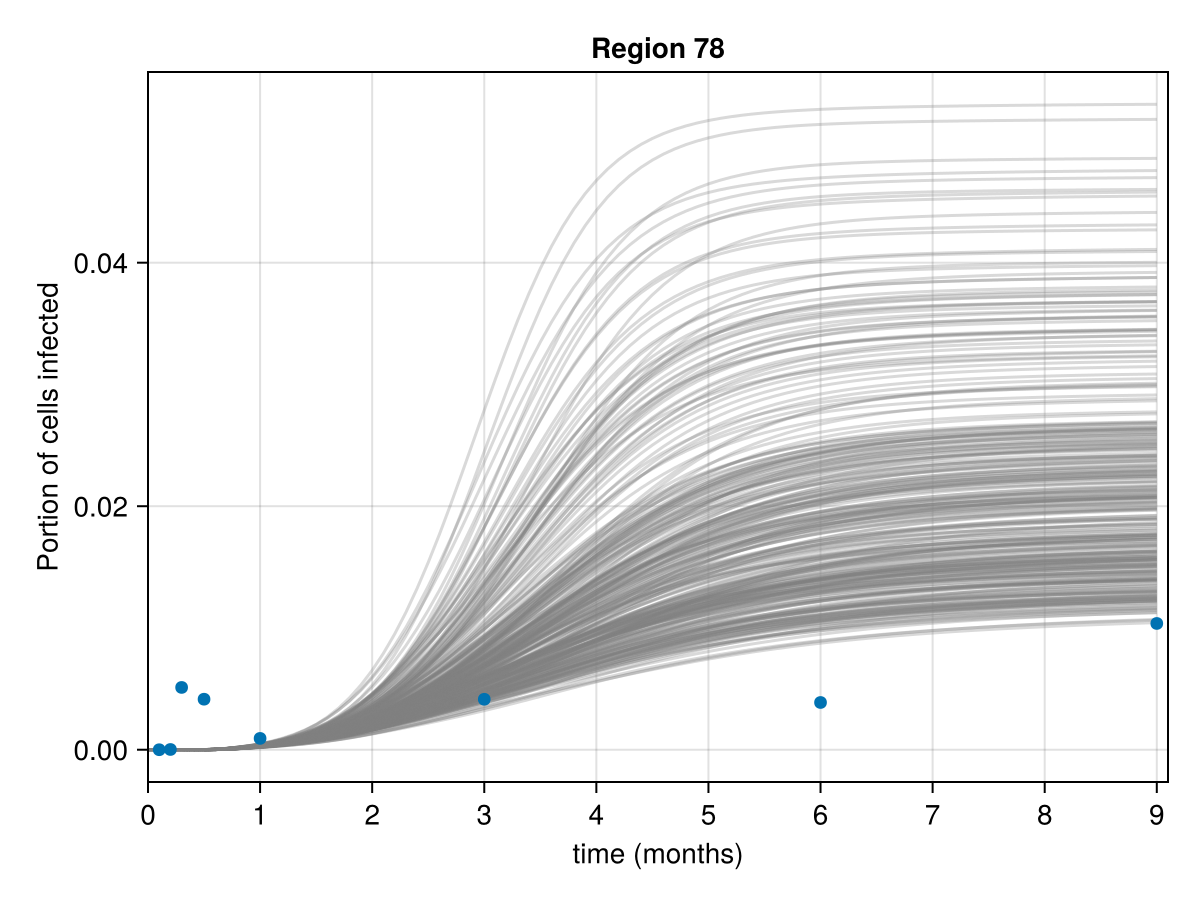 Region 78
Portion of cells infected
0.04
0.02
0.00
0 1 2 3 4 5 6 7 8 9
time (months)